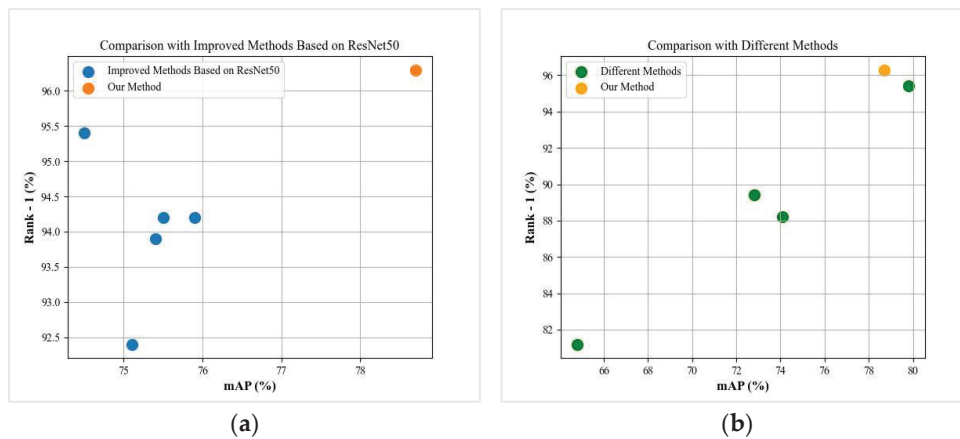 Comparison with Improved Methods Based on ResNet50
Improved Methods Based on ResNet50
Our Method
96.0
95.5
95.0
94.5
94.0
93.5
93.0
92.5
Rank - 1 (%)
75
76
77
78
mAP (%)
(a)
Comparison with Different Methods
Different Methods
Our Method
96
94
92
90
88
86
84
82
Rank - 1 (%)
66
68
70
72
74
76
78
80
mAP (%)
(b)